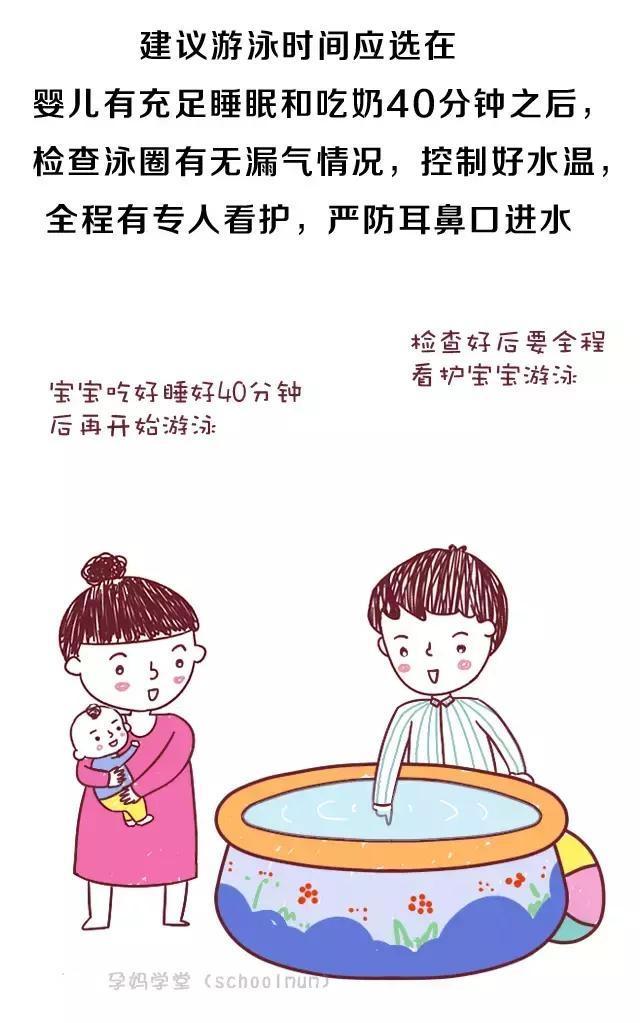 建议游泳时间应选在
婴儿有充足睡眠和吃奶40分钟之后，
检查泳圈有无漏气情况，控制好水温，
全程有专人看护，严防耳鼻口进水
检查好后要全程
看护宝宝游泳
宝宝吃好睡好40分钟
后再开始游泳
孕妈学堂（schoolmum）